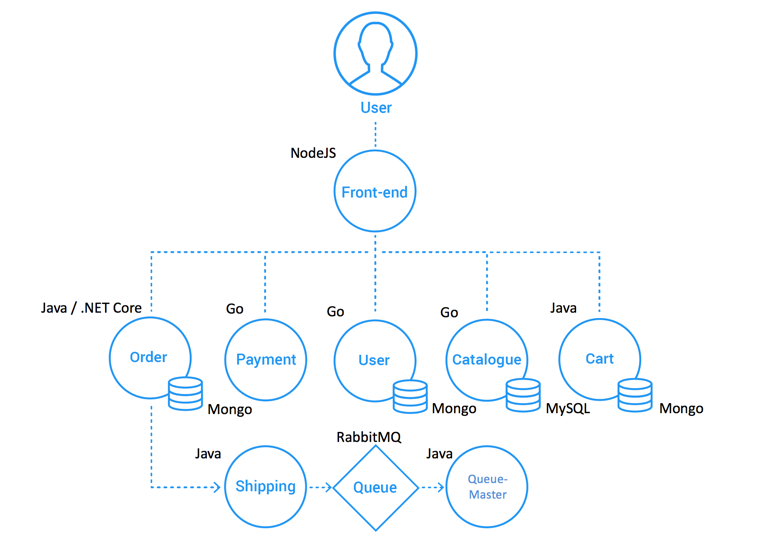 User
NodeJS
Front-end
Java / .NET Core
Go
Go
Go
Java
Order
Payment
User
Catalogue
Cart
Mongo
Mongo
MySQL
Mongo
RabbitMQ
Java
Java
Shipping
Queue
Queue-
Master